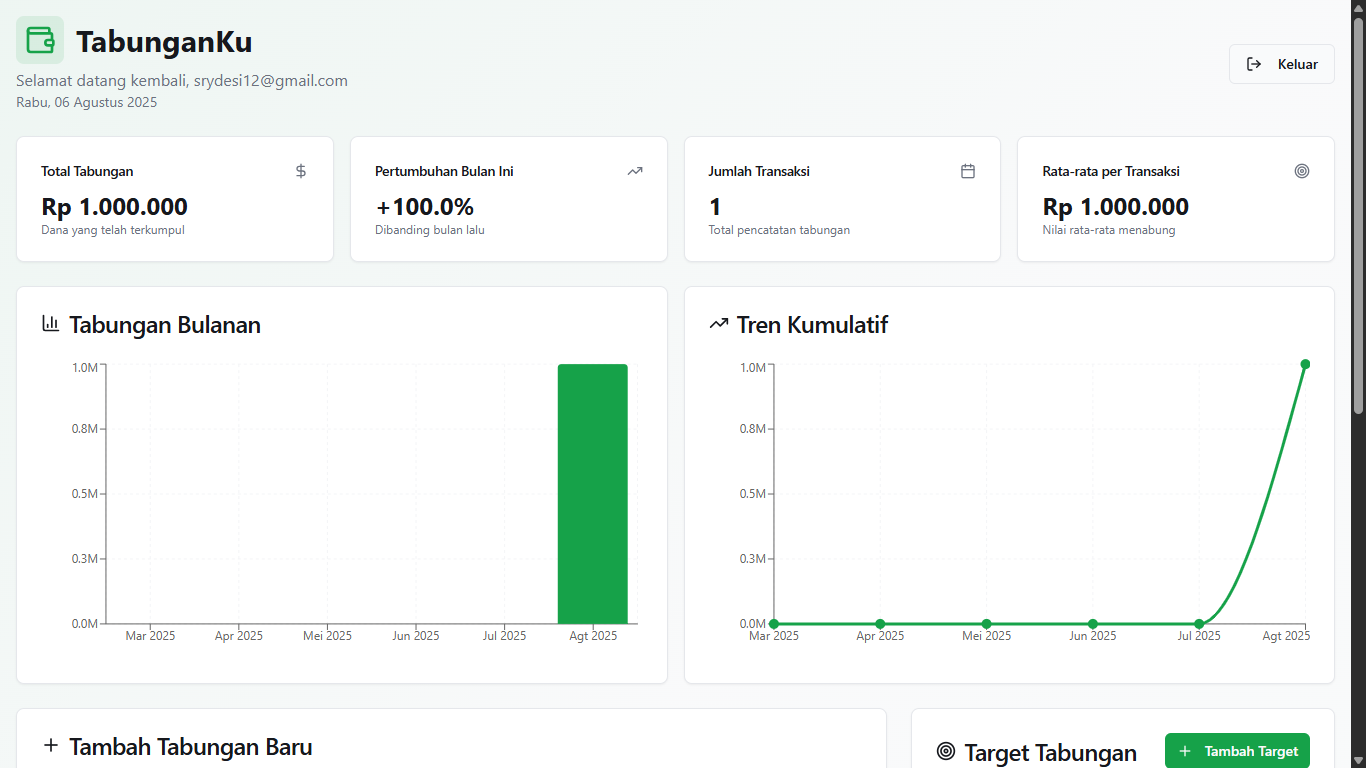 TabunganKu
Selamat datang kembali, srydesi12@gmail.com
Rabu, 06 Agustus 2025
Keluar
Total Tabungan
Rp 1.000.000
Dana yang telah terkumpul
Pertumbuhan Bulan Ini
+100.0%
Dibanding bulan lalu
Jumlah Transaksi
1
Total pencatatan tabungan
Rata-rata per Transaksi
Rp 1.000.000
Nilai rata-rata menabung
Tabungan Bulanan
1.0M
0.8M
0.5M
0.3M
0.0M
Mar 2025 Apr 2025 Mei 2025 Jun 2025 Jul 2025 Agt 2025
Tren Kumulatif
1.0M
0.8M
0.5M
0.3M
0.0M
Mar 2025 Apr 2025 Mei 2025 Jun 2025 Jul 2025 Agt 2025
Tambah Tabungan Baru
Target Tabungan
Tambah Target